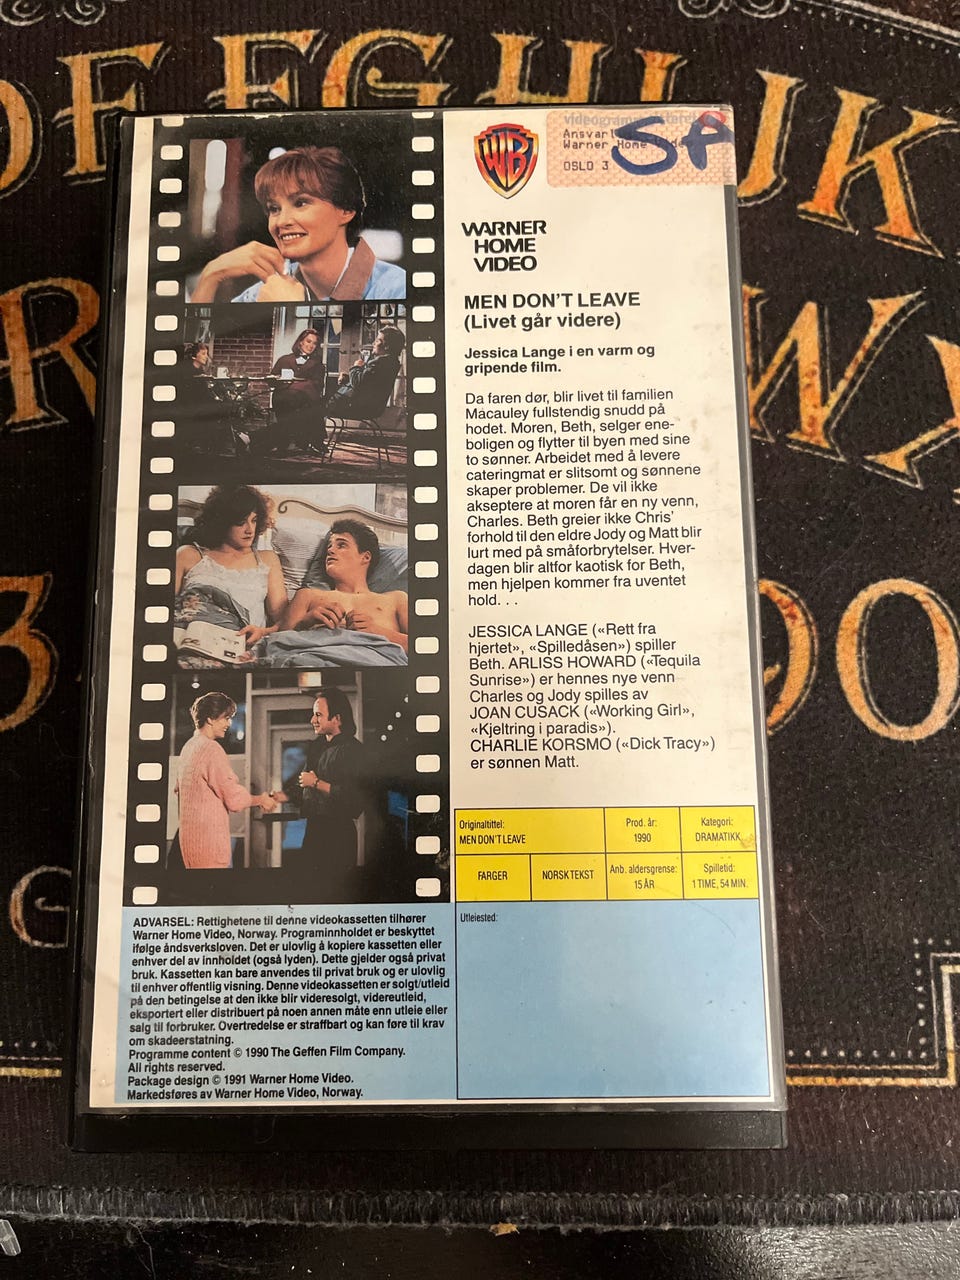 OFFGHIJK
WB
videogram
Ansvar
Warner Home
OSLO 3
SA
WARNER
HOME
VIDEO
MEN DON'T LEAVE
(Livet går videre)
Jessica Lange i en varm og
gripende film.
Da faren dør, blir livet til familien
Macauley fullstendig snudd på
hodet. Moren, Beth, selger ene-
boligen og flytter til byen med sine
to sønner. Arbeidet med å levere
cateringmat er slitsomt og sønnene
skaper problemer. De vil ikke
akseptere at moren får en ny venn,
Charles. Beth greier ikke Chris'
forhold til den eldre Jody og Matt blir
lurt med på småforbrytelser. Hver-
dagen blir altfor kaotisk for Beth,
men hjelpen kommer fra uventet
hold. . .
JESSICA LANGE («Rett fra
hjertet», «Spilledåsen») spiller
Beth. ARLISS HOWARD («Tequila
Sunrise») er hennes nye venn
Charles og Jody spilles av
JOAN CUSACK («Working Girl»,
«Kjeltring i paradis»).
CHARLIE KORSMO («Dick Tracy»)
er sønnen Matt.
Originaltittel:
MEN DON'T LEAVE
Prod. år:
1990
Kategori:
DRAMATIKK
FARGER
NORSK TEKST
Anb. aldersgrense:
15 ÅR
Spilletid:
1 TIME, 54 MIN.
Utleiested:
ADVARSEL: Rettighetene til denne videokassetten tilhører
Warner Home Video, Norway. Programinnholdet er beskyttet
ifølge åndsverksloven. Det er ulovlig å kopiere kassetten eller
enhver del av innholdet (også lyden). Dette gjelder også privat
bruk. Kassetten kan bare anvendes til privat bruk og er ulovlig
til enhver offentlig visning. Denne videokassetten er solgt/utleid
på den betingelse at den ikke blir videresolgt, videreutleid,
eksportert eller distribuert på noen annen måte enn utleie eller
salg til forbruker. Overtredelse er straffbart og kan føre til krav
om skadeerstatning.
Programme content © 1990 The Geffen Film Company.
All rights reserved.
Package design © 1991 Warner Home Video.
Markedsføres av Warner Home Video, Norway.
R
W
3
90